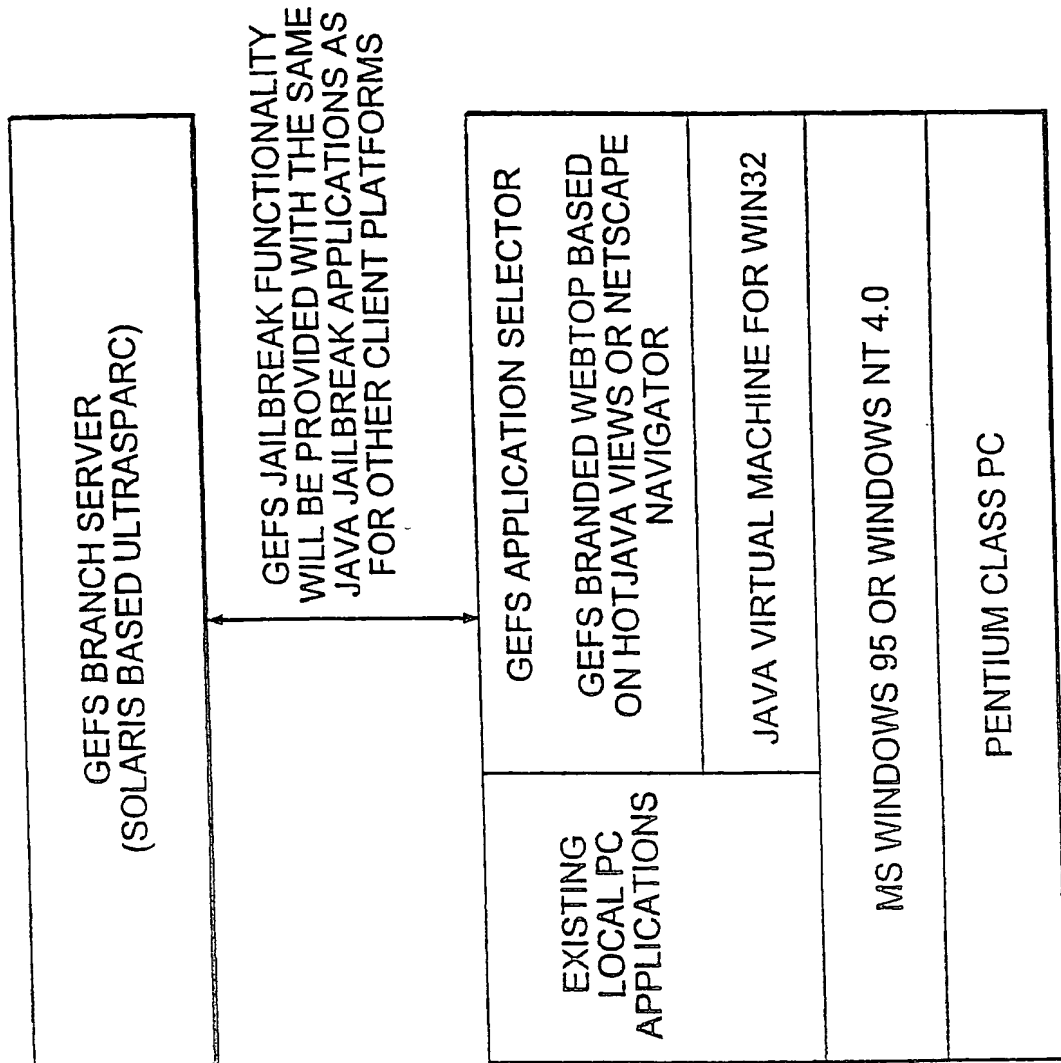 GEFS BRANCH SERVER
(SOLARIS BASED ULTRASPARC)
GEFS JAILBREAK FUNCTIONALITY
WILL BE PROVIDED WITH THE SAME
JAVA JAILBREAK APPLICATIONS AS
FOR OTHER CLIENT PLATFORMS
EXISTING
LOCAL PC
APPLICATIONS
GEFS APPLICATION SELECTOR
GEFS BRANDED WEBTOP BASED
ON HOTJAVA VIEWS OR NETSCAPE
NAVIGATOR
JAVA VIRTUAL MACHINE FOR WIN32
MS WINDOWS 95 OR WINDOWS NT 4.0
PENTIUM CLASS PC